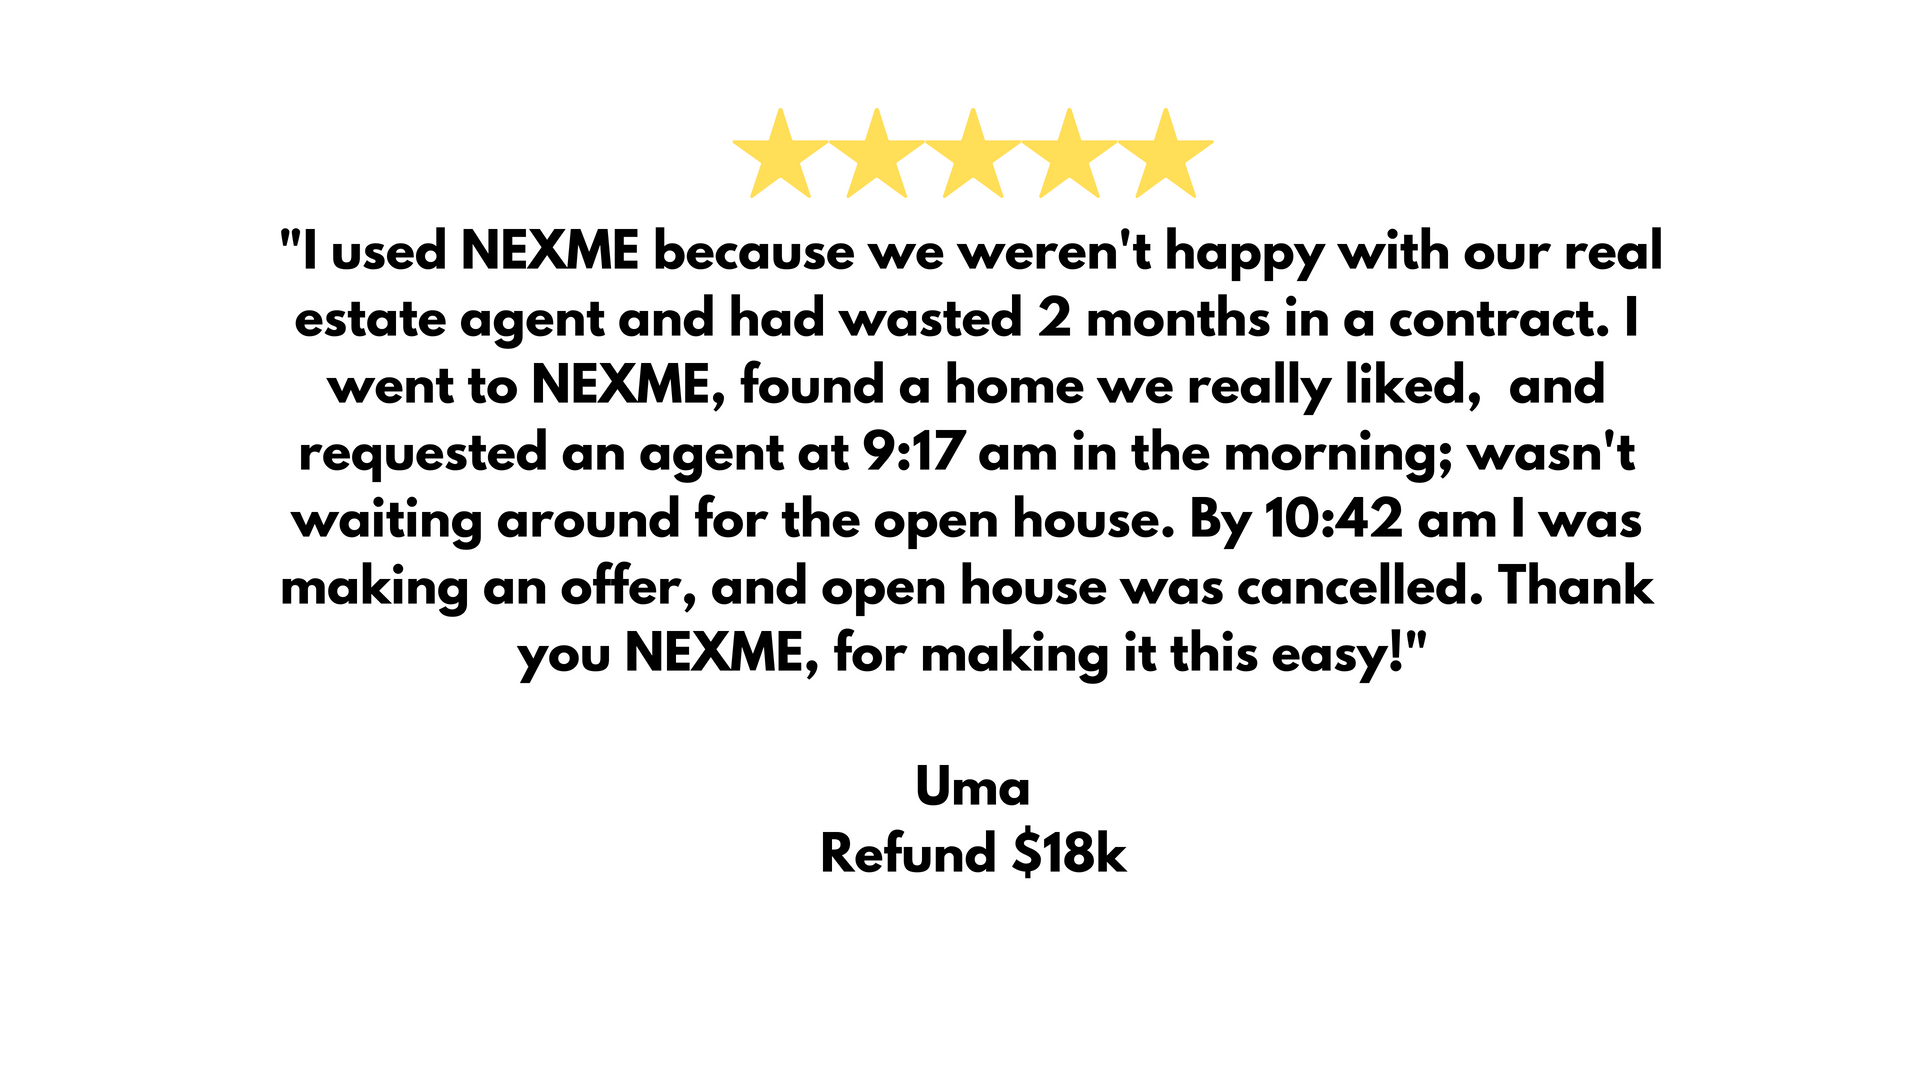 "I used NEXME because we weren't happy with our real
estate agent and had wasted 2 months in a contract. I
went to NEXME, found a home we really liked,  and
requested an agent at 9:17 am in the morning; wasn't
waiting around for the open house. By 10:42 am I was
making an offer, and open house was cancelled. Thank
you NEXME, for making it this easy!"
Uma
Refund $18k